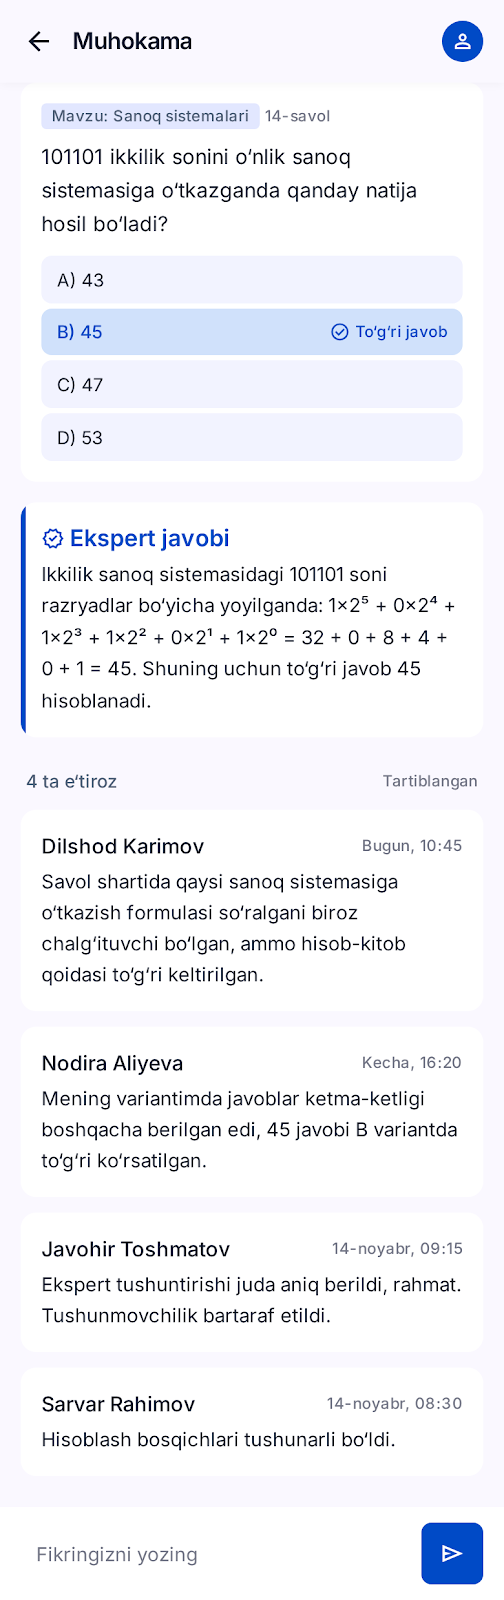 Muhokama
Mavzu: Sanoq sistemalari 14-savol
101101 ikkilik sonini o‘nlik sanoq
sistemasiga o‘tkazganda qanday natija
hosil bo‘ladi?
A) 43
B) 45 To‘g‘ri javob
C) 47
D) 53
Ekspert javobi
Ikkilik sanoq sistemasidagi 101101 soni
razryadlar bo‘yicha yoyilganda: 1×2⁵ + 0×2⁴ +
1×2³ + 1×2² + 0×2¹ + 1×2⁰ = 32 + 0 + 8 + 4 +
0 + 1 = 45. Shuning uchun to‘g‘ri javob 45
hisoblanadi.
4 ta e‘tiroz Tartiblangan
Dilshod Karimov Bugun, 10:45
Savol shartida qaysi sanoq sistemasiga
o‘tkazish formulasi so‘ralgani biroz
chalg‘ituvchi bo‘lgan, ammo hisob-kitob
qoidasi to‘g‘ri keltirilgan.
Nodira Aliyeva Kecha, 16:20
Mening variantimda javoblar ketma-ketligi
boshqacha berilgan edi, 45 javobi B variantda
to‘g‘ri ko‘rsatilgan.
Javohir Toshmatov 14-noyabr, 09:15
Ekspert tushuntirishi juda aniq berildi, rahmat.
Tushunmovchilik bartaraf etildi.
Sarvar Rahimov 14-noyabr, 08:30
Hisoblash bosqichlari tushunarli bo‘ldi.
Fikringizni yozing